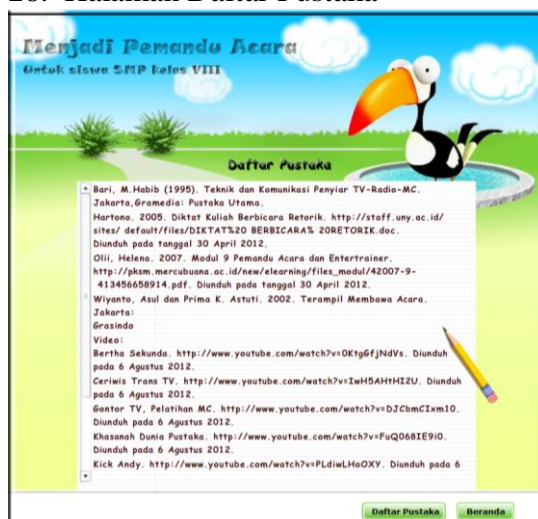 Menjadi Pemandu Acara
Untuk siswa SMP kelas VIII
Daftar Pustaka
Bari, M.Habib (1995). Teknik dan Komunikasi Penyiar TV-Radio-MC.
Jakarta,Gramedia: Pustaka Utama.
Hartono. 2005. Diktat Kuliah Berbicara Retorik. http://staff.uny.ac.id/
sites/ default/files/DIKTAT%20 BERBICARA% 20RETORIK.doc.
Diunduh pada tanggal 30 April 2012.
Olii, Helena. 2007. Modul 9 Pemandu Acara dan Entertrainer.
http://pksm.mercubuana.ac.id/new/elearning/files_modul/42007-9-
413456658914.pdf. Diunduh pada tanggal 30 April 2012.
Wiyanto, Asul dan Prima K. Astuti. 2002. Terampil Membawa Acara.
Jakarta:
Grasindo
Video:
Bertha Sekunda. http://www.youtube.com/watch?v=0KtgGfjNdVs. Diunduh
pada 6 Agustus 2012.
Ceriwis Trans TV. http://www.youtube.com/watch?v=IwH5AHtHI2U. Diunduh
pada 6 Agustus 2012.
Gontor TV, Pelatihan MC. http://www.youtube.com/watch?v=DJCbmCIxm10.
Diunduh pada 6 Agustus 2012.
Khasanah Dunia Pustaka. http://www.youtube.com/watch?v=FuQ068IE9i0.
Diunduh pada 6 Agustus 2012.
Kick Andy. http://www.youtube.com/watch?v=PLdiwLHoOXY. Diunduh pada 6
Daftar Pustaka
Beranda